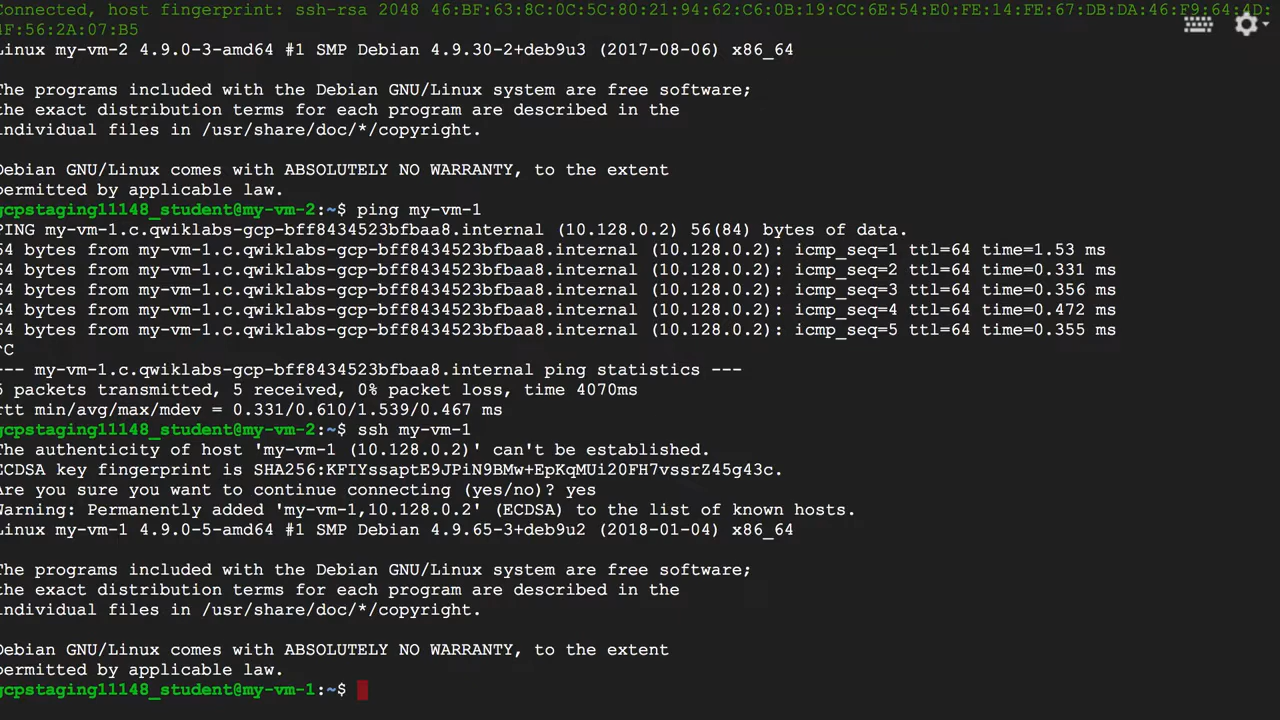 Connected, host fingerprint: ssh-rsa 2048 46:BF:63:8C:0C:5C:80:21:94:62:C6:0B:19:CC:6E:54:E0:FE:14:FE:67:DB:DA:46:F9:64:4D:
4F:56:2A:07:B5
Linux my-vm-2 4.9.0-3-amd64 #1 SMP Debian 4.9.30-2+deb9u3 (2017-08-06) x86_64
The programs included with the Debian GNU/Linux system are free software;
the exact distribution terms for each program are described in the
individual files in /usr/share/doc/*/copyright.
Debian GNU/Linux comes with ABSOLUTELY NO WARRANTY, to the extent
permitted by applicable law.
gcpstaging11148_student@my-vm-2:~$ ping my-vm-1
PING my-vm-1.c.qwiklabs-gcp-bff8434523bfbaa8.internal (10.128.0.2) 56(84) bytes of data.
64 bytes from my-vm-1.c.qwiklabs-gcp-bff8434523bfbaa8.internal (10.128.0.2): icmp_seq=1 ttl=64 time=1.53 ms
64 bytes from my-vm-1.c.qwiklabs-gcp-bff8434523bfbaa8.internal (10.128.0.2): icmp_seq=2 ttl=64 time=0.331 ms
64 bytes from my-vm-1.c.qwiklabs-gcp-bff8434523bfbaa8.internal (10.128.0.2): icmp_seq=3 ttl=64 time=0.356 ms
64 bytes from my-vm-1.c.qwiklabs-gcp-bff8434523bfbaa8.internal (10.128.0.2): icmp_seq=4 ttl=64 time=0.472 ms
64 bytes from my-vm-1.c.qwiklabs-gcp-bff8434523bfbaa8.internal (10.128.0.2): icmp_seq=5 ttl=64 time=0.355 ms
^C
--- my-vm-1.c.qwiklabs-gcp-bff8434523bfbaa8.internal ping statistics ---
5 packets transmitted, 5 received, 0% packet loss, time 4070ms
rtt min/avg/max/mdev = 0.331/0.610/1.539/0.467 ms
gcpstaging11148_student@my-vm-2:~$ ssh my-vm-1
The authenticity of host 'my-vm-1 (10.128.0.2)' can't be established.
ECDSA key fingerprint is SHA256:KFIYssaptE9JPiN9BMw+EpKqMUi20FH7vssrZ45g43c.
Are you sure you want to continue connecting (yes/no)? yes
Warning: Permanently added 'my-vm-1,10.128.0.2' (ECDSA) to the list of known hosts.
Linux my-vm-1 4.9.0-5-amd64 #1 SMP Debian 4.9.65-3+deb9u2 (2018-01-04) x86_64
The programs included with the Debian GNU/Linux system are free software;
the exact distribution terms for each program are described in the
individual files in /usr/share/doc/*/copyright.
Debian GNU/Linux comes with ABSOLUTELY NO WARRANTY, to the extent
permitted by applicable law.
gcpstaging11148_student@my-vm-1:~$